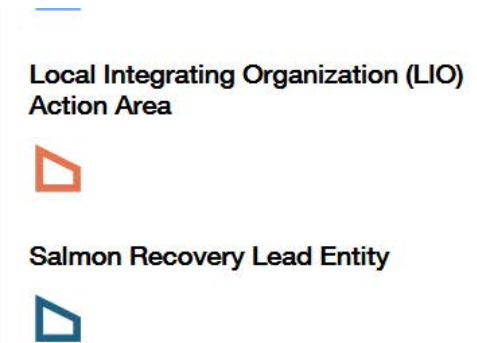 Local Integrating Organization (LIO)
Action Area
Salmon Recovery Lead Entity